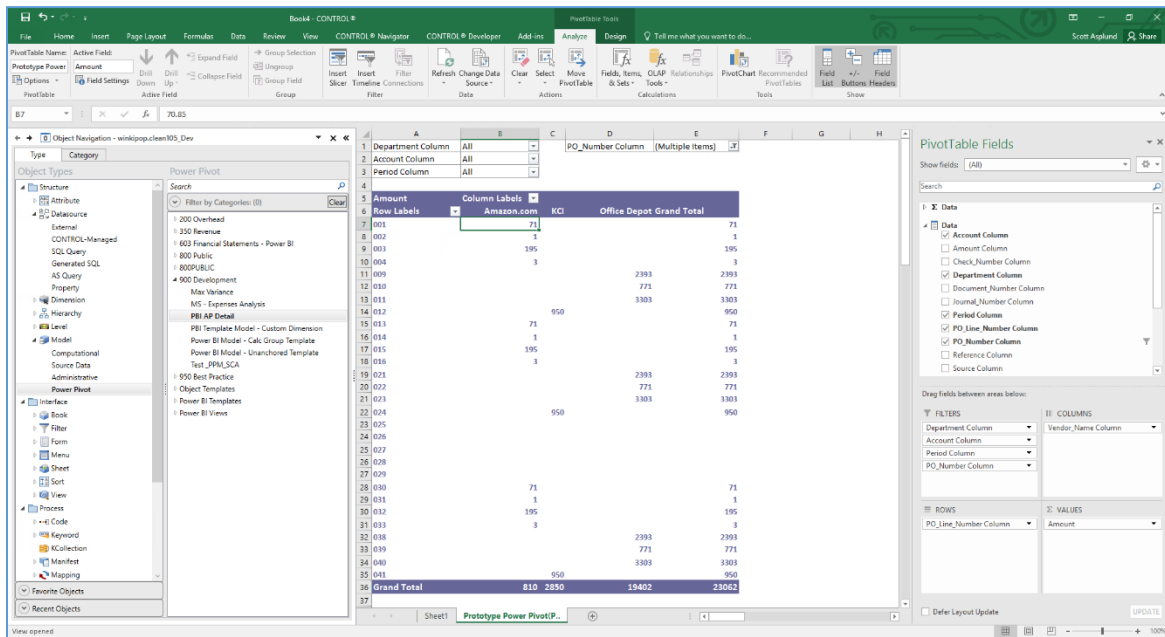 Book4 - CONTROL®
PivotTable Tools
File Home Insert Page Layout Formulas Data Review View CONTROL® Navigator CONTROL® Developer Add-ins Analyze Design Tell me what you want to do...
Scott Asplund Share
PivotTable Name: Active Field:
Prototype Power Amount
Options Field Settings
Drill Down Drill Up
Expand Field
Collapse Field
Group Selection
Ungroup
Group Field
Insert Slicer Insert Timeline Filter Connections
Refresh Change Data Source
Clear Select Move PivotTable
Fields, Items, & Sets OLAP Tools Relationships
PivotChart Recommended PivotTables
Field List +/- Buttons Field Headers
PivotTable Active Field Group Filter Data Actions Calculations Tools Show
B7 fx 70.85
Object Navigation - winkipop.clean105_Dev
Type Category
Object Types
Structure
Attribute
Datasource
External
CONTROL-Managed
SQL Query
Generated SQL
AS Query
Property
Dimension
Hierarchy
Level
Model
Computational
Source Data
Administrative
Power Pivot
Interface
Book
Filter
Form
Menu
Sheet
Sort
View
Process
Code
Keyword
KCollection
Manifest
Mapping
Favorite Objects
Recent Objects
Power Pivot
Search
Filter by Categories: (0) Clear
200 Overhead
350 Revenue
603 Financial Statements - Power BI
800 Public
800PUBLIC
900 Development
Max Variance
MS - Expenses Analysis
PBI AP Detail
PBI Template Model - Custom Dimension
Power BI Model - Calc Group Template
Power BI Model - Unanchored Template
Test_PPM_SCA
950 Best Practice
Object Templates
Power BI Templates
Power BI Views
A B C D E F G H
1 Department Column All PO_Number Column (Multiple Items)
2 Account Column All
3 Period Column All
4
5 Amount Column Labels
6 Row Labels Amazon.com KCI Office Depot Grand Total
7 001 71 71
8 002 1 1
9 003 195 195
10 004 3 3
11 009 2393 2393
12 010 771 771
13 011 3303 3303
14 012 950 950
15 013 71 71
16 014 1 1
17 015 195 195
18 016 3 3
19 021 2393 2393
20 022 771 771
21 023 3303 3303
22 024 950 950
23 025
24 026
25 027
26 028
27 029
28 030 71 71
29 031 1 1
30 032 195 195
31 033 3 3
32 038 2393 2393
33 039 771 771
34 040 3303 3303
35 041 950 950
36 Grand Total 810 2850 19402 23062
37
Sheet1 Prototype Power Pivot(P...
PivotTable Fields
Show fields: (All)
Search
Σ Data
Data
Account Column
Amount Column
Check_Number Column
Department Column
Document_Number Column
Journal_Number Column
Period Column
PO_Line_Number Column
PO_Number Column
Reference Column
Source Column
Drag fields between areas below:
FILTERS
Department Column
Account Column
Period Column
PO_Number Column
COLUMNS
Vendor_Name Column
ROWS
PO_Line_Number Column
Σ VALUES
Amount
Defer Layout Update UPDATE
View opened
100%